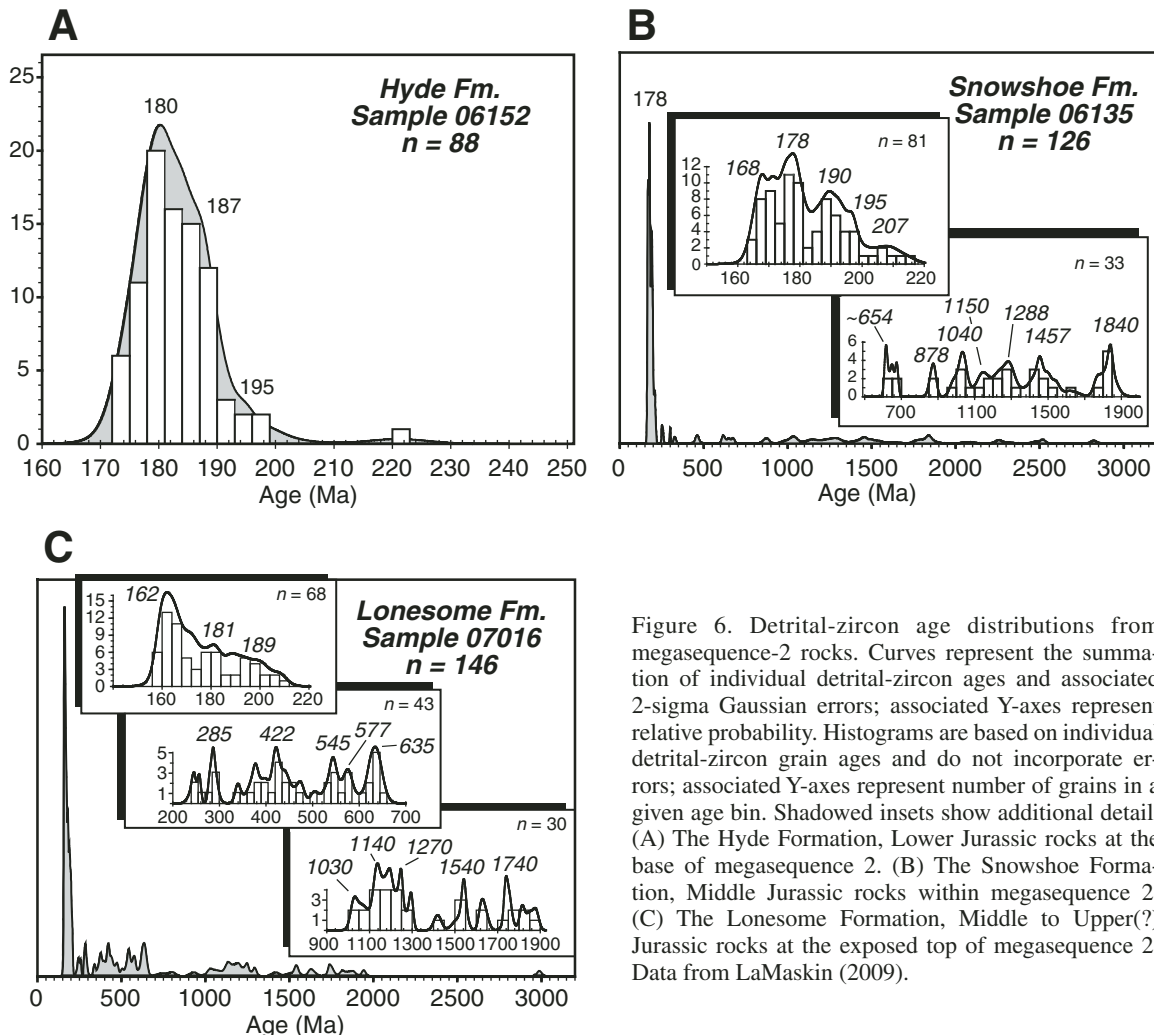 A
Hyde Fm.
Sample 06152
n = 88
25
20
15
10
5
0
180
187
195
160 170 180 190 200 210 220 230 240 250
Age (Ma)
B
Snowshoe Fm.
Sample 06135
n = 126
178
n = 81
12
10
8
6
4
2
0
168
178
190
195
207
160 180 200 220
n = 33
6
4
2
0
~654
878
1150
1040
1288
1457
1840
700 1100 1500 1900
0 500 1000 1500 2000 2500 3000
Age (Ma)
C
Lonesome Fm.
Sample 07016
n = 146
n = 68
15
12
9
6
3
0
162
181
189
160 180 200 220
n = 43
5
3
1
285
422
545
577
635
200 300 400 500 600 700
n = 30
3
1
1030
1140
1270
1540
1740
900 1100 1300 1500 1700 1900
0 500 1000 1500 2000 2500 3000
Age (Ma)
Figure 6. Detrital-zircon age distributions from
megasequence-2 rocks. Curves represent the summa-
tion of individual detrital-zircon ages and associated
2-sigma Gaussian errors; associated Y-axes represent
relative probability. Histograms are based on individual
detrital-zircon grain ages and do not incorporate er-
rors; associated Y-axes represent number of grains in a
given age bin. Shadowed insets show additional detail
(A) The Hyde Formation, Lower Jurassic rocks at the
base of megasequence 2. (B) The Snowshoe Forma-
tion, Middle Jurassic rocks within megasequence 2
(C) The Lonesome Formation, Middle to Upper(?)
Jurassic rocks at the exposed top of megasequence 2
Data from LaMaskin (2009).